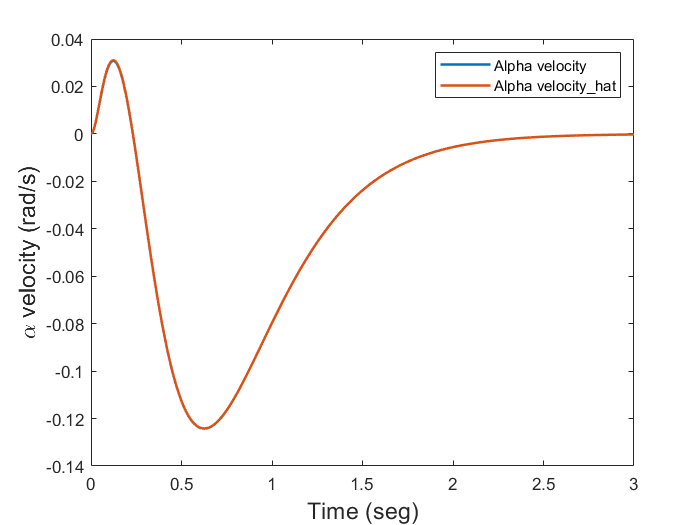 0.04
0.02
0
-0.02
-0.04
-0.06
-0.08
-0.1
-0.12
-0.14
α velocity (rad/s)
Alpha velocity
Alpha velocity_hat
0 0.5 1 1.5 2 2.5 3
Time (seg)